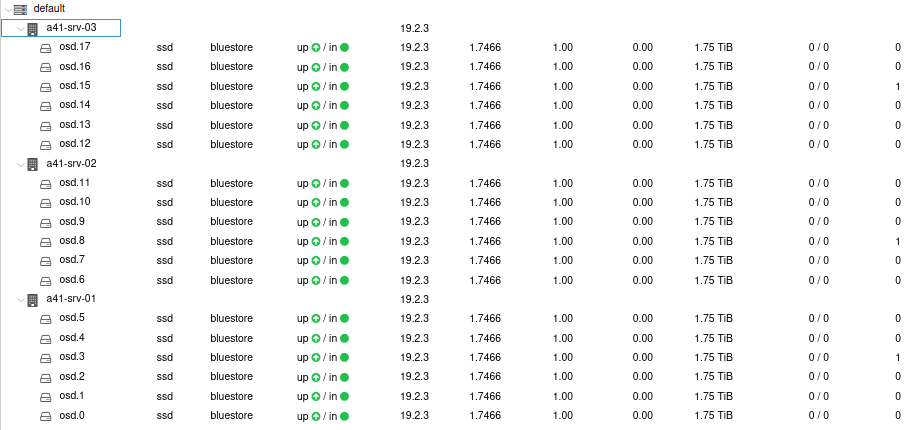 default
a41-srv-03 19.2.3
osd.17 ssd bluestore up / in 19.2.3 1.7466 1.00 0.00 1.75 TiB 0 / 0 0
osd.16 ssd bluestore up / in 19.2.3 1.7466 1.00 0.00 1.75 TiB 0 / 0 0
osd.15 ssd bluestore up / in 19.2.3 1.7466 1.00 0.00 1.75 TiB 0 / 0 1
osd.14 ssd bluestore up / in 19.2.3 1.7466 1.00 0.00 1.75 TiB 0 / 0 0
osd.13 ssd bluestore up / in 19.2.3 1.7466 1.00 0.00 1.75 TiB 0 / 0 0
osd.12 ssd bluestore up / in 19.2.3 1.7466 1.00 0.00 1.75 TiB 0 / 0 0
a41-srv-02 19.2.3
osd.11 ssd bluestore up / in 19.2.3 1.7466 1.00 0.00 1.75 TiB 0 / 0 0
osd.10 ssd bluestore up / in 19.2.3 1.7466 1.00 0.00 1.75 TiB 0 / 0 0
osd.9 ssd bluestore up / in 19.2.3 1.7466 1.00 0.00 1.75 TiB 0 / 0 0
osd.8 ssd bluestore up / in 19.2.3 1.7466 1.00 0.00 1.75 TiB 0 / 0 1
osd.7 ssd bluestore up / in 19.2.3 1.7466 1.00 0.00 1.75 TiB 0 / 0 0
osd.6 ssd bluestore up / in 19.2.3 1.7466 1.00 0.00 1.75 TiB 0 / 0 0
a41-srv-01 19.2.3
osd.5 ssd bluestore up / in 19.2.3 1.7466 1.00 0.00 1.75 TiB 0 / 0 0
osd.4 ssd bluestore up / in 19.2.3 1.7466 1.00 0.00 1.75 TiB 0 / 0 0
osd.3 ssd bluestore up / in 19.2.3 1.7466 1.00 0.00 1.75 TiB 0 / 0 1
osd.2 ssd bluestore up / in 19.2.3 1.7466 1.00 0.00 1.75 TiB 0 / 0 0
osd.1 ssd bluestore up / in 19.2.3 1.7466 1.00 0.00 1.75 TiB 0 / 0 0
osd.0 ssd bluestore up / in 19.2.3 1.7466 1.00 0.00 1.75 TiB 0 / 0 0